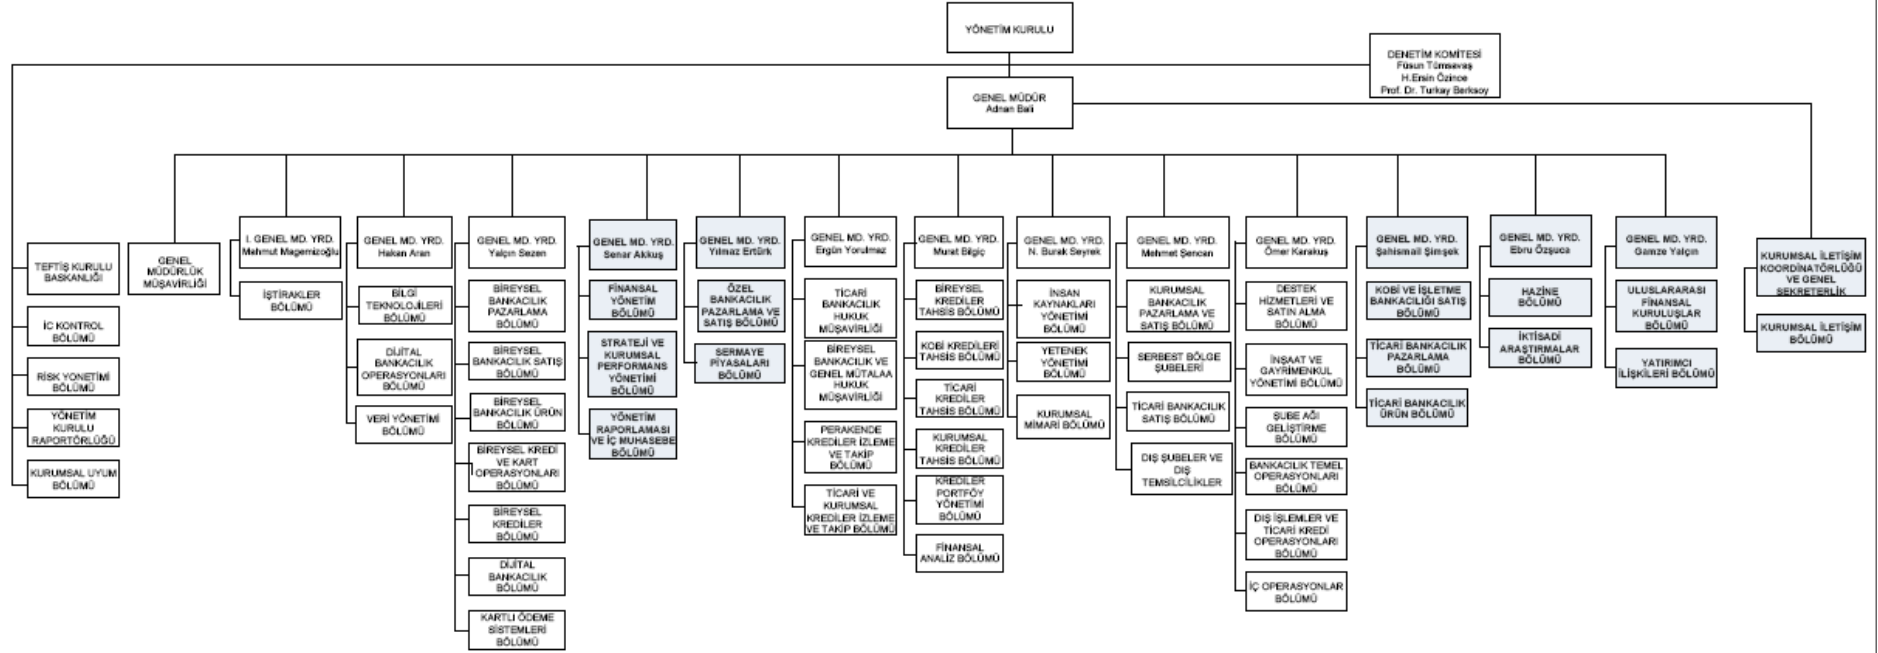 YÖNETİM KURULU
DENETİM KOMİTESİ
Füsun Tümsavaş
H.Ersin Özince
Prof. Dr. Turkay Berksoy
GENEL MÜDÜR
Adnan Bali
TEFTİŞ KURULU
BASKANLIĞI
İC KONTROL
BÖLÜMÜ
RİSK YONETİMİ
BÖLÜMÜ
YÖNETİM
KURULU
RAPORTÖRLÜĞÜ
KURUMSAL UYUM
BÖLÜMÜ
GENEL
MÜDÜRLÜK
MÜŞAVİRLİĞİ
I. GENEL MD. YRD.
Mahmut Magemizoğlu
İŞTİRAKLER
BÖLÜMÜ
GENEL MD. YRD.
Hakan Aran
BİLGİ
TEKNOLOJİLERİ
BÖLÜMÜ
DİJİTAL
BANKACILIK
OPERASYONLARI
BÖLÜMÜ
VERİ YÖNETİMİ
BÖLÜMÜ
GENEL MD. YRD.
Yalçın Sezen
BİREYSEL
BANKACILIK
PAZARLAMA
BÖLÜMÜ
BİREYSEL
BANKACILIK SATIŞ
BÖLÜMÜ
BİREYSEL
BANKACILIK ÜRÜN
BÖLÜMÜ
BİREYSEL KREDİ
VE KART
OPERASYONLARI
BÖLÜMÜ
BİREYSEL
KREDİLER
BÖLÜMÜ
DİJİTAL
BANKACILIK
BÖLÜMÜ
KARTLI ÖDEME
SİSTEMLERİ
BÖLÜMÜ
GENEL MD. YRD.
Senar Akkuş
FİNANSAL
YÖNETİM
BÖLÜMÜ
STRATEJİ VE
KURUMSAL
PERFORMANS
YÖNETİMİ
BÖLÜMÜ
YÖNETİM
RAPORLAMASI
VE İÇ MUHASEBE
BÖLÜMÜ
GENEL MD. YRD.
Yılmaz Ertürk
ÖZEL
BANKACILIK
PAZARLAMA VE
SATIŞ BÖLÜMÜ
SERMAYE
PİYASALARI
BÖLÜMÜ
GENEL MD. YRD.
Ergün Yorulmaz
TİCARİ
BANKACILIK
HUKUK
MÜŞAVİRLİĞİ
BİREYSEL
BANKACILIK VE
GENEL MÜTALAA
HUKUK
MÜŞAVİRLİĞİ
PERAKENDE
KREDİLER İZLEME
VE TAKİP
BÖLÜMÜ
TİCARİ VE
KURUMSAL
KREDİLER İZLEME
VE TAKİP BÖLÜMÜ
GENEL MD. YRD.
Murat Bilgiç
BİREYSEL
KREDİLER
TAHSİS BÖLÜMÜ
KOBİ KREDİLERİ
TAHSİS BÖLÜMÜ
TİCARİ
KREDİLER
TAHSİS BÖLÜMÜ
KURUMSAL
KREDİLER
TAHSİS BÖLÜMÜ
KREDİLER
PORTFÖY
YÖNETİMİ
BÖLÜMÜ
FİNANSAL
ANALİZ BÖLÜMÜ
GENEL MD. YRD.
N. Burak Seyrek
İNSAN
KAYNAKLARI
YÖNETİMİ
BÖLÜMÜ
YETENEK
YÖNETİMİ
BÖLÜMÜ
KURUMSAL
MİMARİ BÖLÜMÜ
GENEL MD. YRD.
Mehmet Şencan
KURUMSAL
BANKACILIK
PAZARLAMA VE
SATIŞ BÖLÜMÜ
SERBEST BÖLGE
ŞUBELERİ
TİCARİ BANKACILIK
SATIŞ BÖLÜMÜ
DIŞ ŞUBELER VE
DIŞ
TEMSİLCİLİKLER
GENEL MD. YRD.
Ömer Karakuş
DESTEK
HİZMETLERİ VE
SATIN ALMA
BÖLÜMÜ
İNŞAAT VE
GAYRİMENKUL
YÖNETİMİ BÖLÜMÜ
ŞUBE AĞI
GELİŞTİRME
BÖLÜMÜ
BANKACILIK TEMEL
OPERASYONLARI
BÖLÜMÜ
DIŞ İŞLEMLER VE
TİCARİ KREDİ
OPERASYONLARI
BÖLÜMÜ
İÇ OPERASYONLAR
BÖLÜMÜ
GENEL MD. YRD.
Şahismail Şimşek
KOBİ VE İŞLETME
BANKACILIĞI SATIŞ
BÖLÜMÜ
TİCARİ BANKACILIK
PAZARLAMA
BÖLÜMÜ
TİCARİ BANKACILIK
ÜRÜN BÖLÜMÜ
GENEL MD. YRD.
Ebru Özşuca
HAZİNE
BÖLÜMÜ
İKTİSADİ
ARAŞTIRMALAR
BÖLÜMÜ
GENEL MD. YRD.
Gamze Yalçın
ULUSLARARASI
FİNANSAL
KURULUŞLAR
BÖLÜMÜ
YATIRIMCI
İLİŞKİLERİ BÖLÜMÜ
KURUMSAL İLETİŞİM
KOORDİNATÖRLÜĞÜ
VE GENEL
SEKRETERLİK
KURUMSAL İLETİŞİM
BÖLÜMÜ